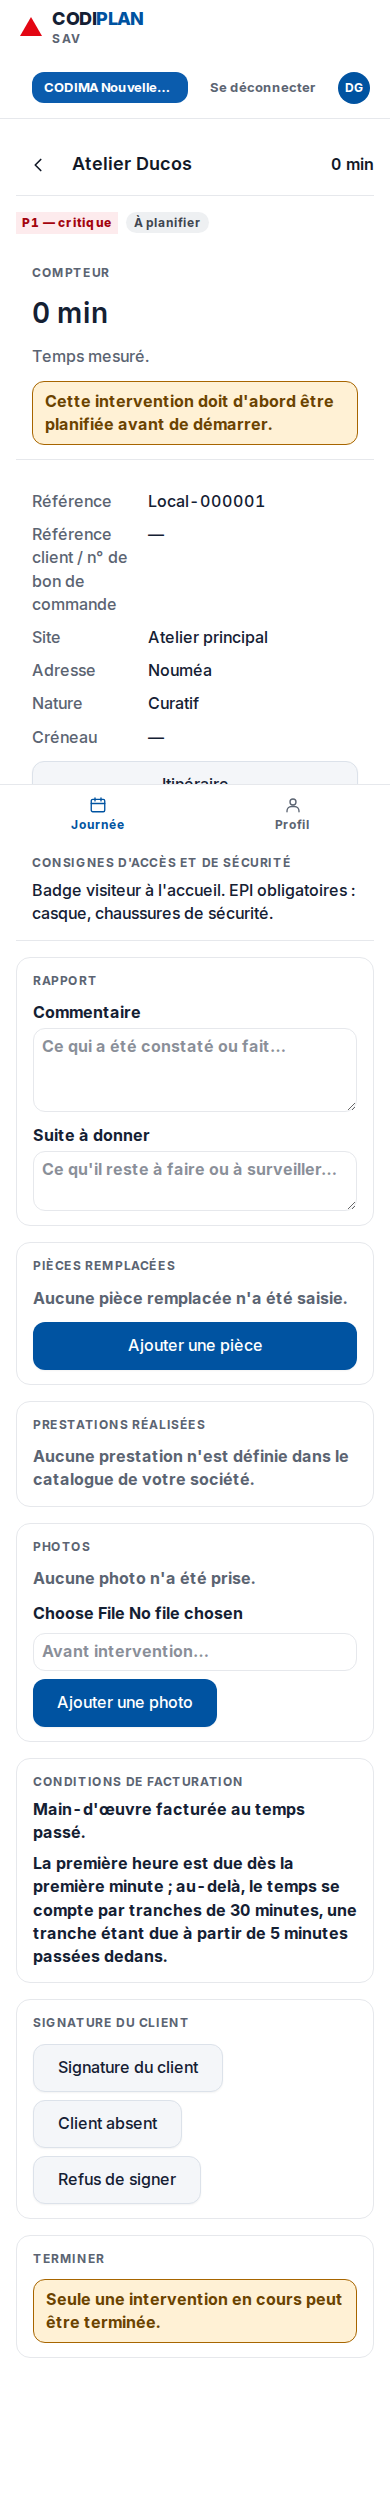 CODIPLAN
SAV
CODIMA Nouvelle... Se déconnecter DG
Atelier Ducos 0 min
P1 — critique À planifier
COMPTEUR
0 min
Temps mesuré.
Cette intervention doit d'abord être
planifiée avant de démarrer.
Référence Local-000001
Référence —
client / n° de
bon de
commande
Site Atelier principal
Adresse Nouméa
Nature Curatif
Créneau —
Itinéraire
Journée Profil
CONSIGNES D'ACCÈS ET DE SÉCURITÉ
Badge visiteur à l'accueil. EPI obligatoires :
casque, chaussures de sécurité.
RAPPORT
Commentaire
Ce qui a été constaté ou fait...
Suite à donner
Ce qu'il reste à faire ou à surveiller...
PIÈCES REMPLACÉES
Aucune pièce remplacée n'a été saisie.
Ajouter une pièce
PRESTATIONS RÉALISÉES
Aucune prestation n'est définie dans le
catalogue de votre société.
PHOTOS
Aucune photo n'a été prise.
Choose File No file chosen
Avant intervention...
Ajouter une photo
CONDITIONS DE FACTURATION
Main-d'œuvre facturée au temps
passé.
La première heure est due dès la
première minute ; au-delà, le temps se
compte par tranches de 30 minutes, une
tranche étant due à partir de 5 minutes
passées dedans.
SIGNATURE DU CLIENT
Signature du client
Client absent
Refus de signer
TERMINER
Seule une intervention en cours peut
être terminée.